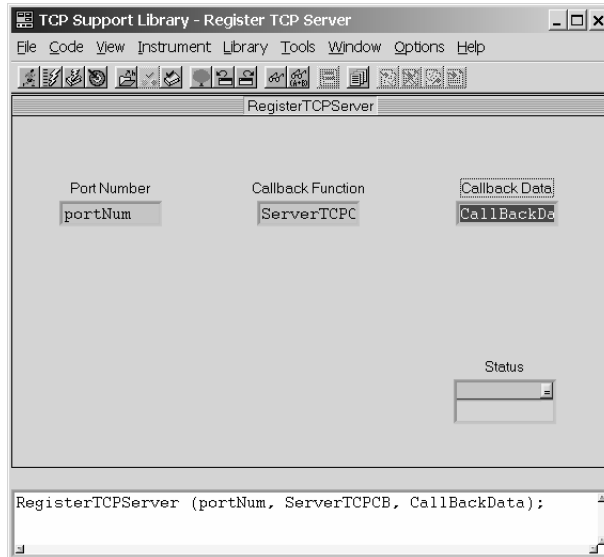 TCP Support Library - Register TCP Server
File Code View Instrument Library Tools Window Options Help
RegisterTCPServer
Port Number Callback Function Callback Data
portNum ServerTCPC CallBackDa
Status
RegisterTCPServer (portNum, ServerTCPCB, CallBackData);